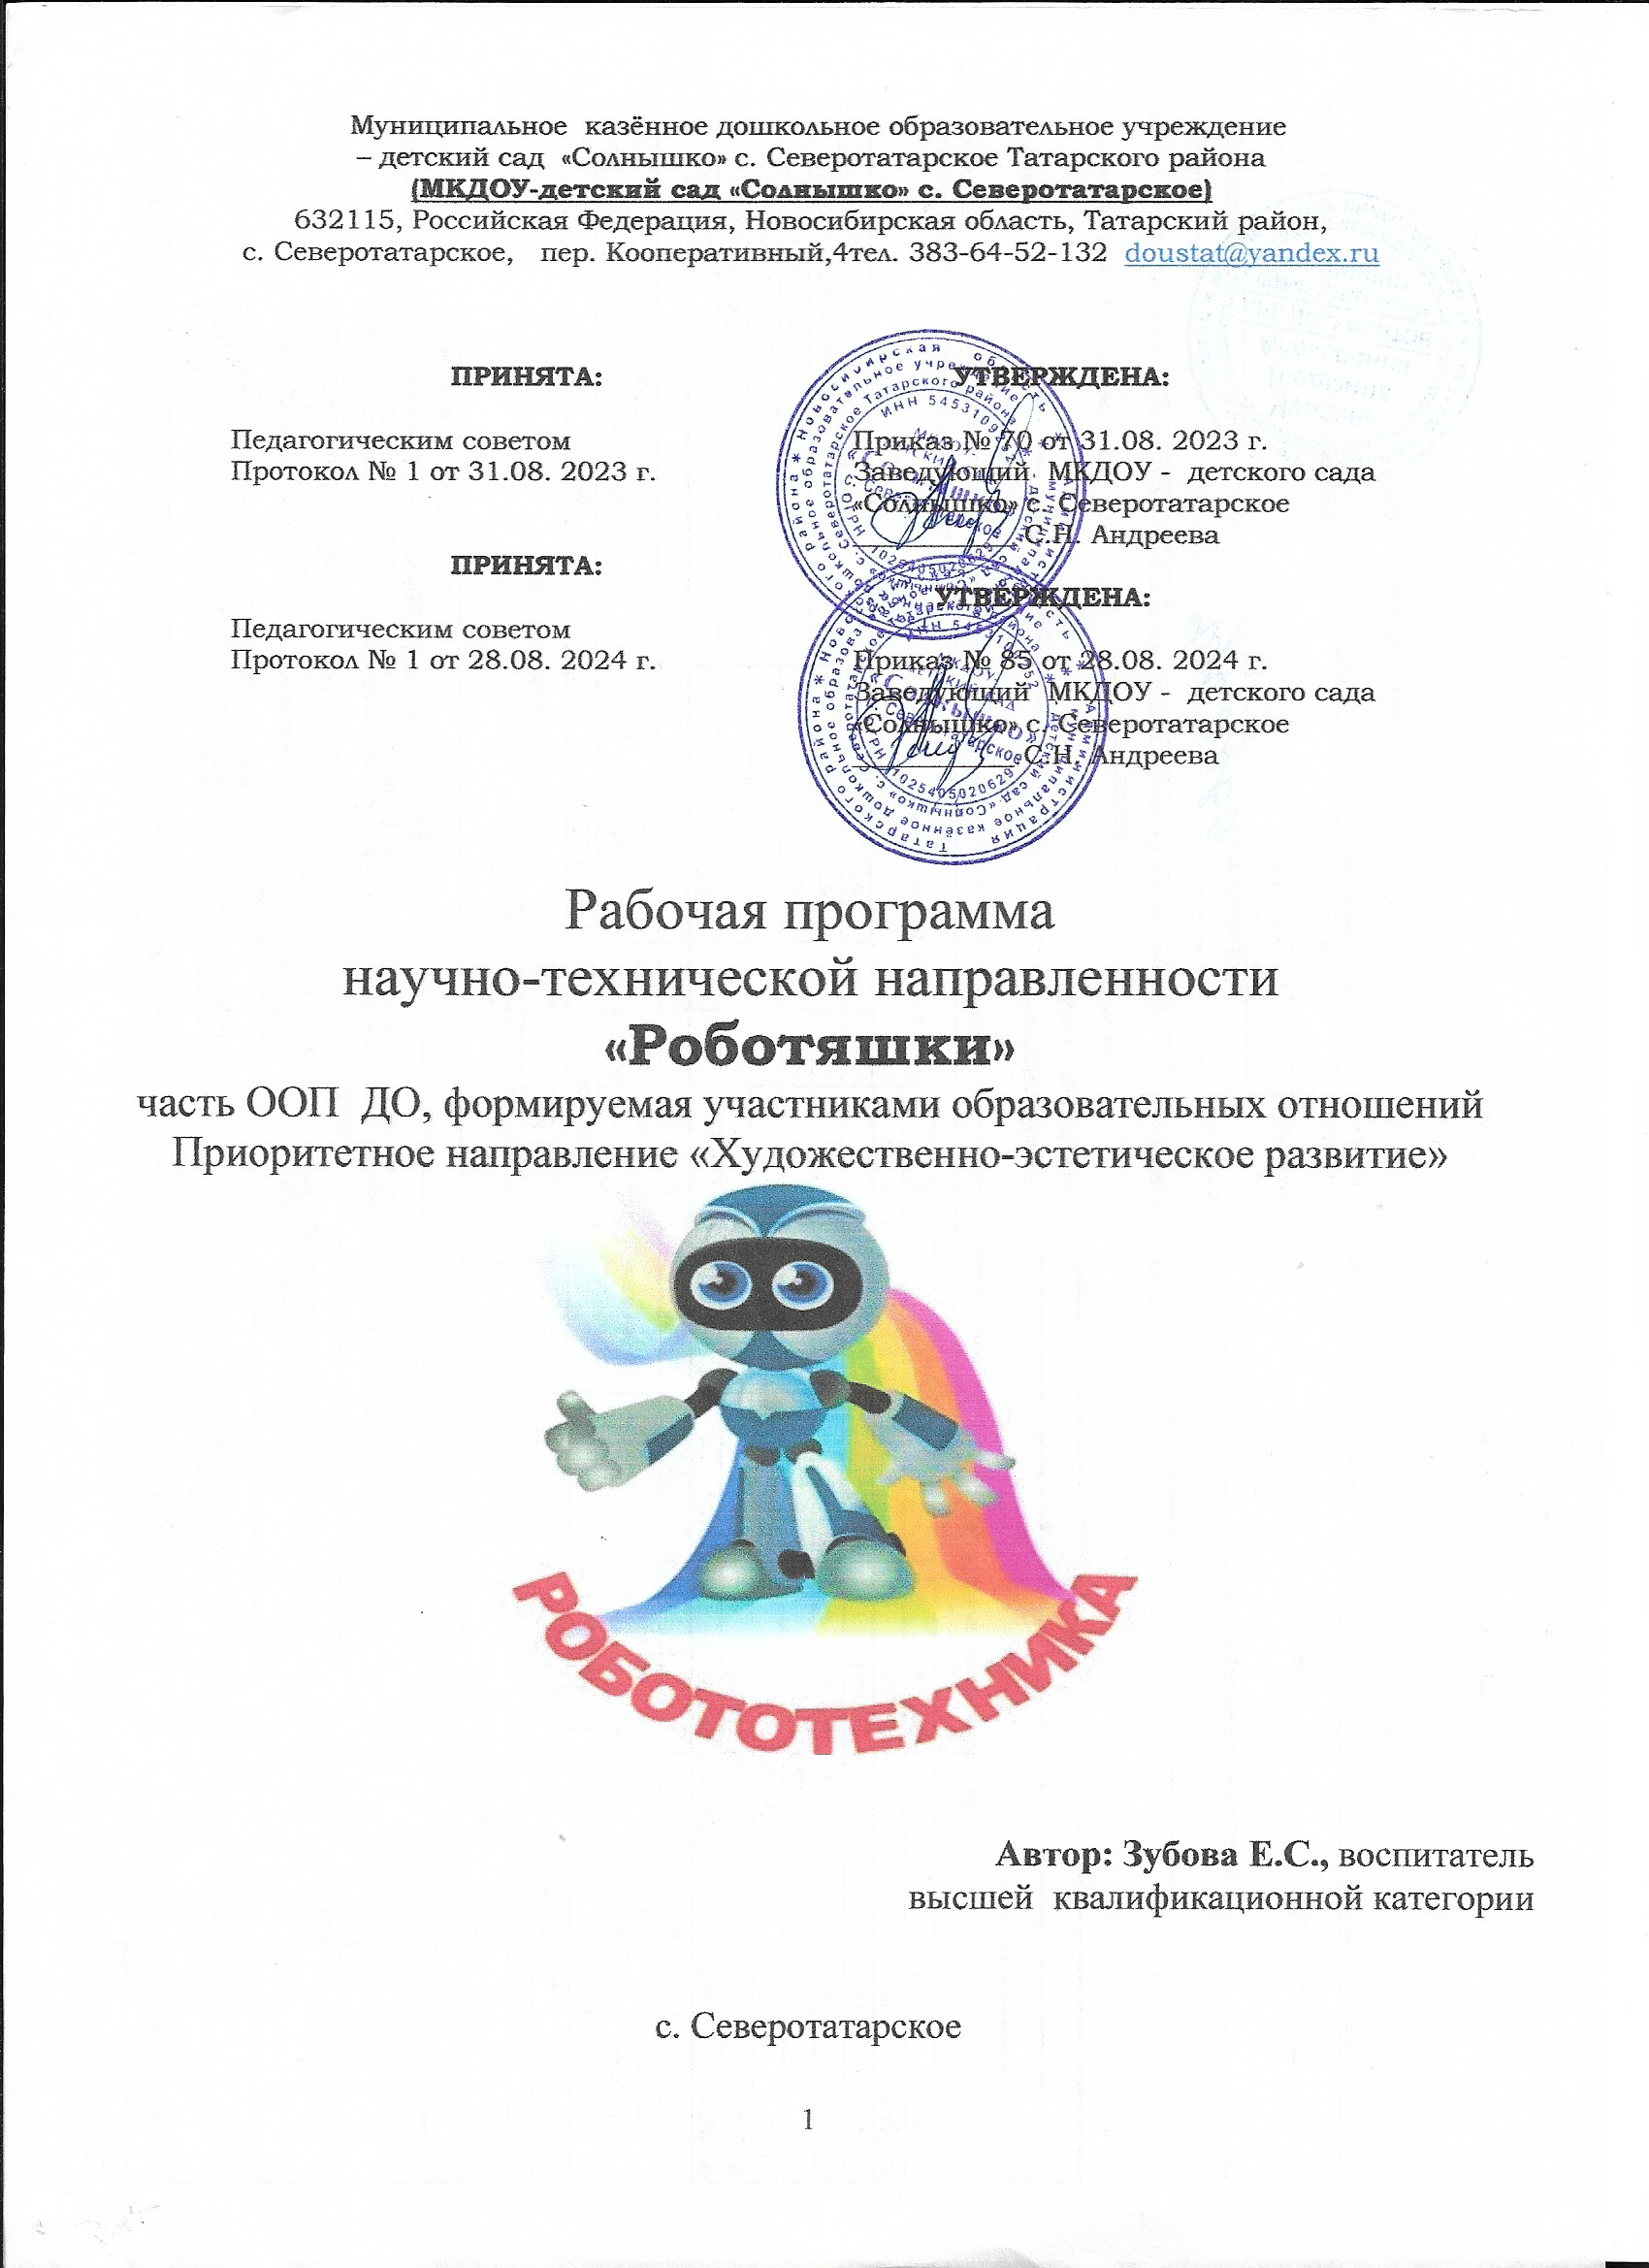 Муниципальное казённое дошкольное образовательное учреждение
– детский сад «Солнышко» с. Северотатарское Татарского района
(МКДОУ-детский сад «Солнышко» с. Северотатарское)
632115, Российская Федерация, Новосибирская область, Татарский район,
с. Северотатарское, пер. Кооперативный,4тел. 383-64-52-132 doustat@yandex.ru
ПРИНЯТА:
Педагогическим советом
Протокол № 1 от 31.08. 2023 г.
УТВЕРЖДЕНА:
Приказ № 70 от 31.08. 2023 г.
Заведующий МКДОУ - детского сада
«Солнышко» с. Северотатарское
С.Н. Андреева
ПРИНЯТА:
Педагогическим советом
Протокол № 1 от 28.08. 2024 г.
УТВЕРЖДЕНА:
Приказ № 85 от 28.08. 2024 г.
Заведующий МКДОУ - детского сада
«Солнышко» с. Северотатарское
С.Н. Андреева
Рабочая программа
научно-технической направленности
«Роботяшки»
часть ООП ДО, формируемая участниками образовательных отношений
Приоритетное направление «Художественно-эстетическое развитие»
РОБОТОТЕХНИКА
Автор: Зубова Е.С., воспитатель
высшей квалификационной категории
с. Северотатарское
1